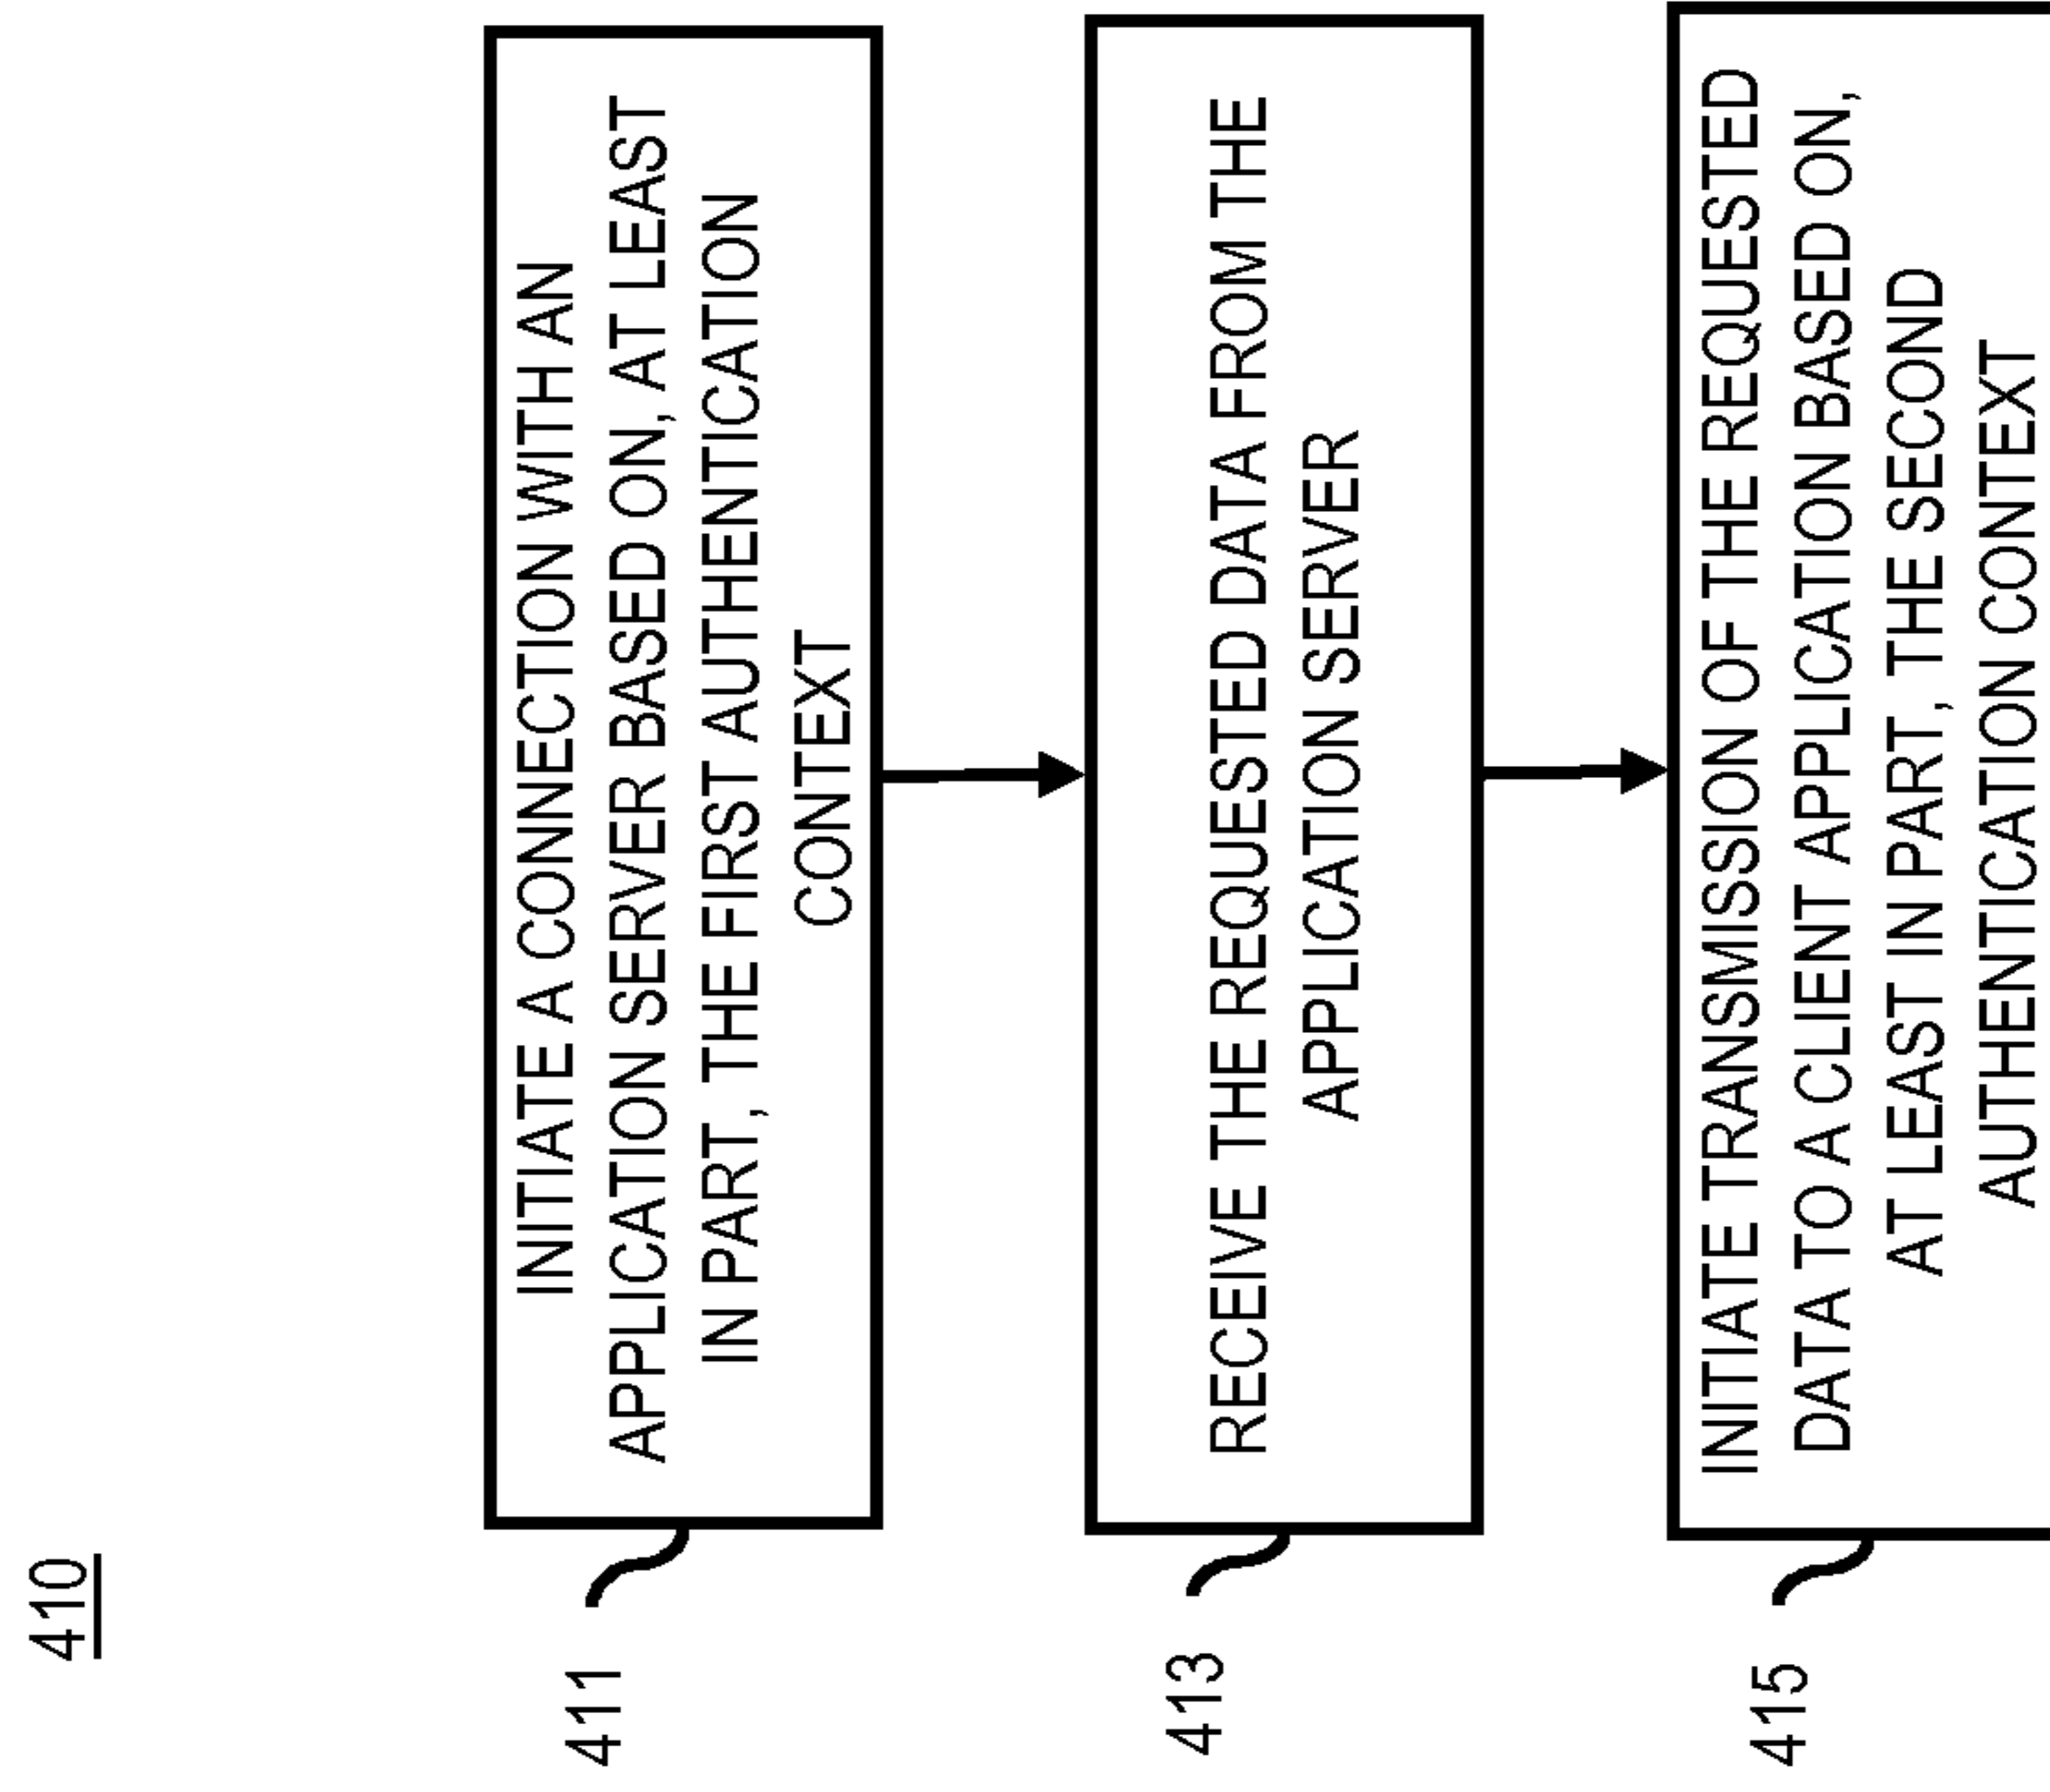 410
411
INITIATE A CONNECTION WITH AN
APPLICATION SERVER BASED ON, AT LEAST
IN PART, THE FIRST AUTHENTICATION
CONTEXT
413
RECEIVE THE REQUESTED DATA FROM THE
APPLICATION SERVER
415
INITIATE TRANSMISSION OF THE REQUESTED
DATA TO A CLIENT APPLICATION BASED ON,
AT LEAST IN PART, THE SECOND
AUTHENTICATION CONTEXT